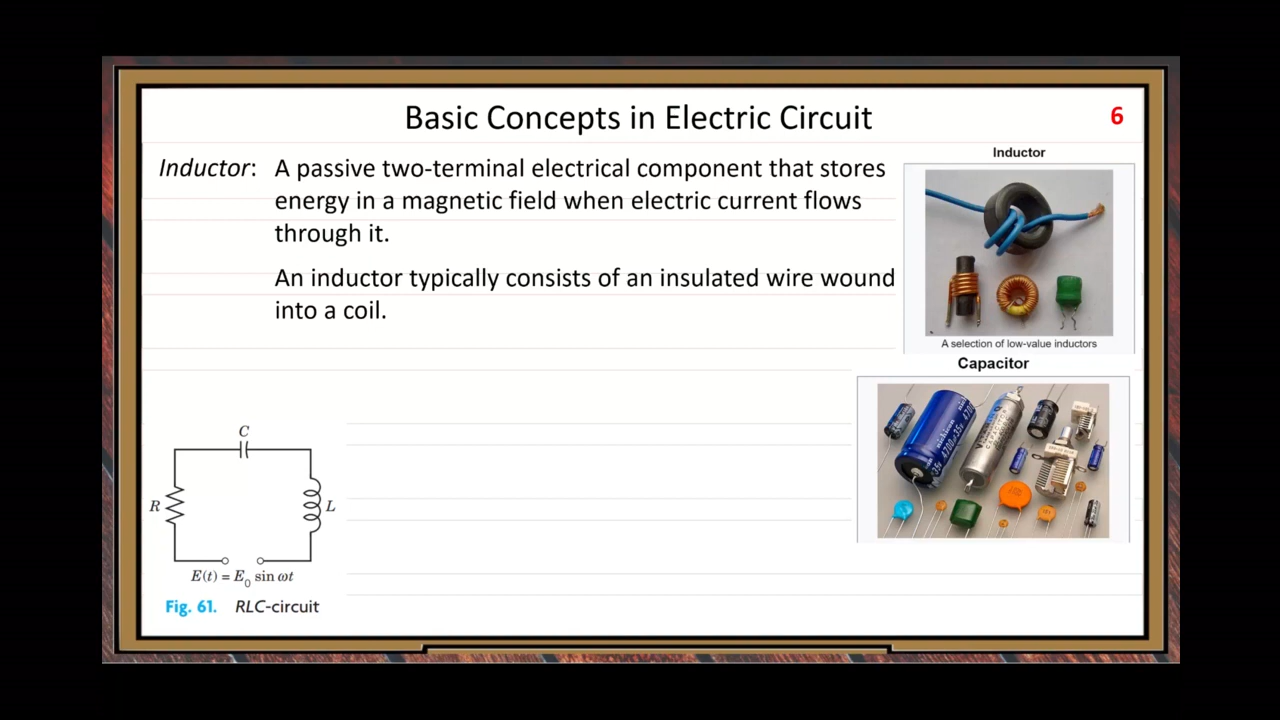 Basic Concepts in Electric Circuit
6
Inductor: A passive two-terminal electrical component that stores
energy in a magnetic field when electric current flows
through it.
An inductor typically consists of an insulated wire wound
into a coil.
Inductor
A selection of low-value inductors
Capacitor
nichicon
4700µF35v
C
R
L
E(t) = E₀ sin ωt
Fig. 61. RLC-circuit